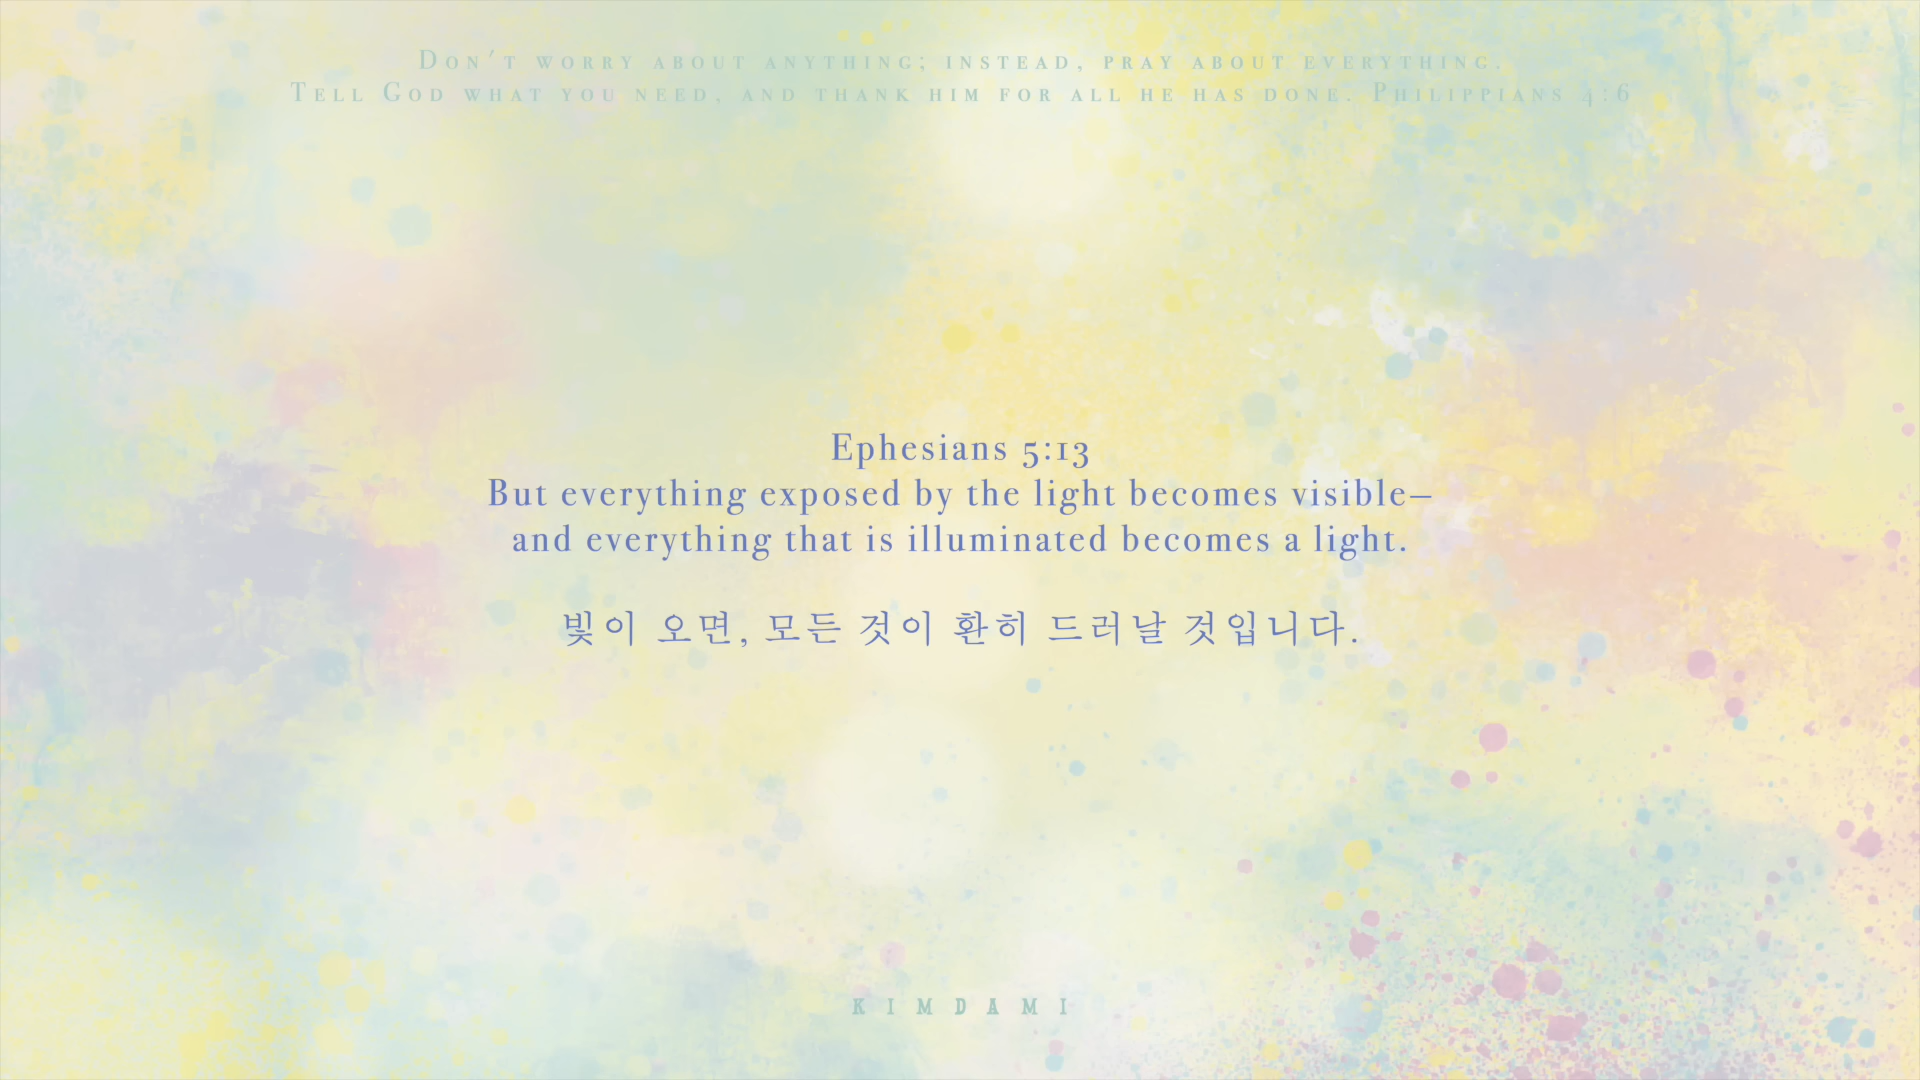 Don't worry about anything; instead, pray about everything.
Tell God what you need, and thank him for all he has done. Philippians 4:6
Ephesians 5:13
But everything exposed by the light becomes visible—
and everything that is illuminated becomes a light.
빛이 오면, 모든 것이 환히 드러날 것입니다.
KIMDAMI